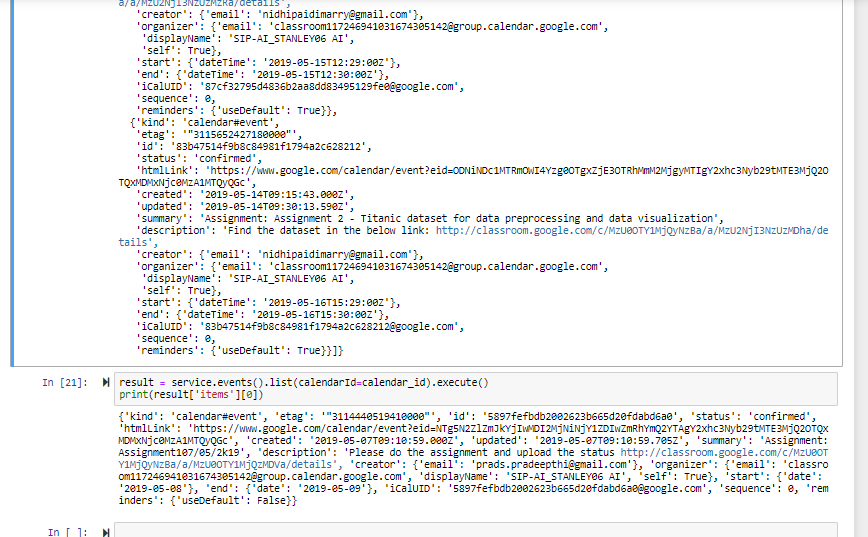 a/a/MzU2NjI3NzUzMzRa/details',
'creator': {'email': 'nidhipaidimarry@gmail.com'},
'organizer': {'email': 'classroom117246941031674305142@group.calendar.google.com',
'displayName': 'SIP-AI_STANLEY06 AI',
'self': True},
'start': {'dateTime': '2019-05-15T12:29:00Z'},
'end': {'dateTime': '2019-05-15T12:30:00Z'},
'iCalUID': '87cf32795d4836b2aa8dd83495129fe0@google.com',
'sequence': 0,
'reminders': {'useDefault': True}},
{'kind': 'calendar#event',
'etag': '"3115652427180000"',
'id': '83b47514f9b8c84981f1794a2c628212',
'status': 'confirmed',
'htmlLink': 'https://www.google.com/calendar/event?eid=ODNiNDc1MTRmOWI4Yzg0OTgxZjE3OTRhMmM2MjgyMTIgY2xhc3Nyb29tMTE3MjQ2O
TQxMDMxNjc0MzA1MTQyQGc',
'created': '2019-05-14T09:15:43.000Z',
'updated': '2019-05-14T09:30:13.590Z',
'summary': 'Assignment: Assignment 2 - Titanic dataset for data preprocessing and data visualization',
'description': 'Find the dataset in the below link: http://classroom.google.com/c/MzU0OTY1MjQyNzBa/a/MzU2NjI3NzUzMDha/de
tails',
'creator': {'email': 'nidhipaidimarry@gmail.com'},
'organizer': {'email': 'classroom117246941031674305142@group.calendar.google.com',
'displayName': 'SIP-AI_STANLEY06 AI',
'self': True},
'start': {'dateTime': '2019-05-16T15:29:00Z'},
'end': {'dateTime': '2019-05-16T15:30:00Z'},
'iCalUID': '83b47514f9b8c84981f1794a2c628212@google.com',
'sequence': 0,
'reminders': {'useDefault': True}}]}
In [21]: result = service.events().list(calendarId=calendar_id).execute()
print(result['items'][0])
{'kind': 'calendar#event', 'etag': '"3114440519410000"', 'id': '5897fefbdb2002623b665d20fdabd6a0', 'status': 'confirmed',
'htmlLink': 'https://www.google.com/calendar/event?eid=NTg5N2ZlZmJkYjIwMDI2MjNiNjY1ZDIwZmRhYmQ2YTAgY2xhc3Nyb29tMTE3MjQ2OTQx
MDMxNjc0MzA1MTQyQGc', 'created': '2019-05-07T09:10:59.000Z', 'updated': '2019-05-07T09:10:59.705Z', 'summary': 'Assignment:
Assignment107/05/2k19', 'description': 'Please do the assignment and upload the status http://classroom.google.com/c/MzU0OT
Y1MjQyNzBa/a/MzU0OTY1MjQzMDVa/details', 'creator': {'email': 'prads.pradeepthi@gmail.com'}, 'organizer': {'email': 'classro
om117246941031674305142@group.calendar.google.com', 'displayName': 'SIP-AI_STANLEY06 AI', 'self': True}, 'start': {'date':
'2019-05-08'}, 'end': {'date': '2019-05-09'}, 'iCalUID': '5897fefbdb2002623b665d20fdabd6a0@google.com', 'sequence': 0, 'rem
inders': {'useDefault': False}}
In [ ]: